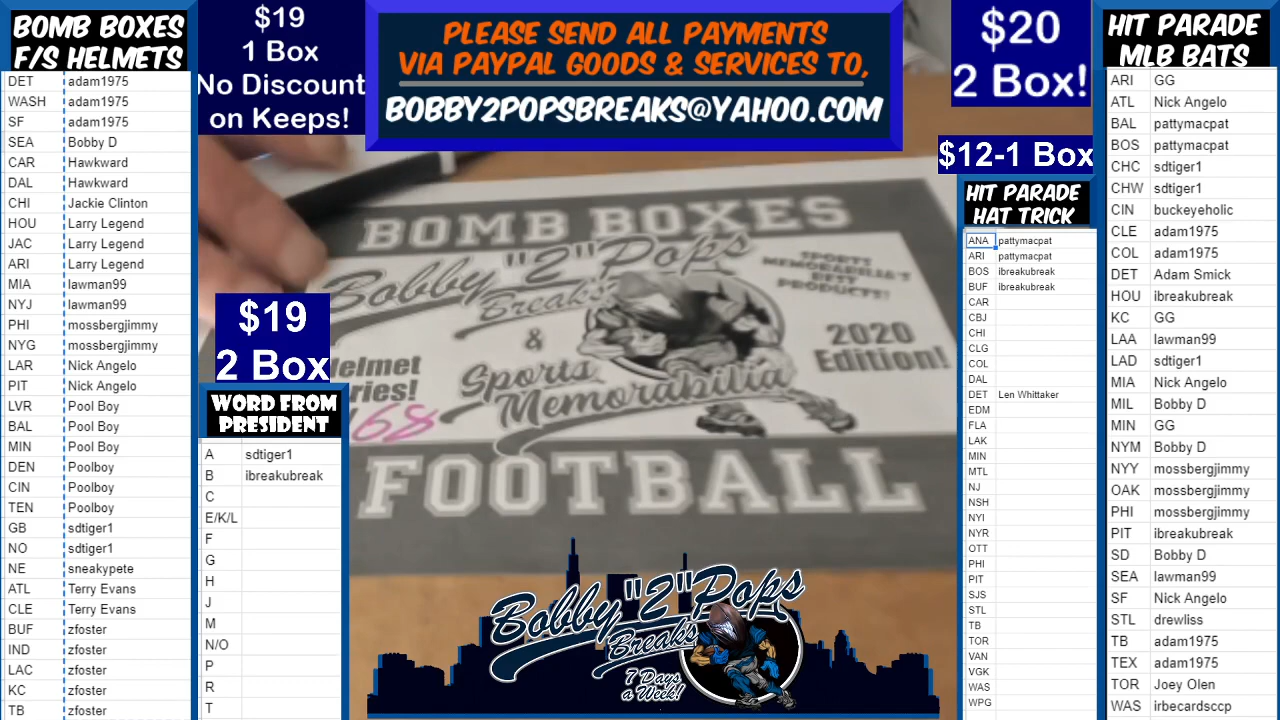 BOMB BOXES
F/S HELMETS
DET adam1975
WASH adam1975
SF adam1975
SEA Bobby D
CAR Hawkward
DAL Hawkward
CHI Jackie Clinton
HOU Larry Legend
JAC Larry Legend
ARI Larry Legend
MIA lawman99
NYJ lawman99
PHI mossbergjimmy
NYG mossbergjimmy
LAR Nick Angelo
PIT Nick Angelo
LVR Pool Boy
BAL Pool Boy
MIN Pool Boy
DEN Poolboy
CIN Poolboy
TEN Poolboy
GB sdtiger1
NO sdtiger1
NE sneakypete
ATL Terry Evans
CLE Terry Evans
BUF zfoster
IND zfoster
LAC zfoster
KC zfoster
TB zfoster
$19
1 Box
No Discount
on Keeps!
$19
2 Box
WORD FROM
PRESIDENT
A sdtiger1
B ibreakubreak
C
E/K/L
F
G
H
J
M
N/O
P
R
T
PLEASE SEND ALL PAYMENTS
VIA PAYPAL GOODS & SERVICES TO,
BOBBY2POPSBREAKS@YAHOO.COM
BOMB BOXES
Bobby "2" Pops
Breaks
&
Sports
Memorabilia
SPORTS
MEMORABILIA'S
BEST
PRODUCTS!
2020
Edition!
elmet
ries!
68
FOOTBALL
Bobby "2" Pops
Breaks
7 Days
a Week!
$20
2 Box!
$12-1 Box
HIT PARADE
HAT TRICK
ANA pattymacpat
ARI pattymacpat
BOS ibreakubreak
BUF ibreakubreak
CAR
CBJ
CHI
CLG
COL
DAL
DET Len Whittaker
EDM
FLA
LAK
MIN
MTL
NJ
NSH
NYI
NYR
OTT
PHI
PIT
SJS
STL
TB
TOR
VAN
VGK
WAS
WPG
HIT PARADE
MLB BATS
ARI GG
ATL Nick Angelo
BAL pattymacpat
BOS pattymacpat
CHC sdtiger1
CHW sdtiger1
CIN buckeyeholic
CLE adam1975
COL adam1975
DET Adam Smick
HOU ibreakubreak
KC GG
LAA lawman99
LAD sdtiger1
MIA Nick Angelo
MIL Bobby D
MIN GG
NYM Bobby D
NYY mossbergjimmy
OAK mossbergjimmy
PHI mossbergjimmy
PIT ibreakubreak
SD Bobby D
SEA lawman99
SF Nick Angelo
STL drewliss
TB adam1975
TEX adam1975
TOR Joey Olen
WAS irbecardsccp